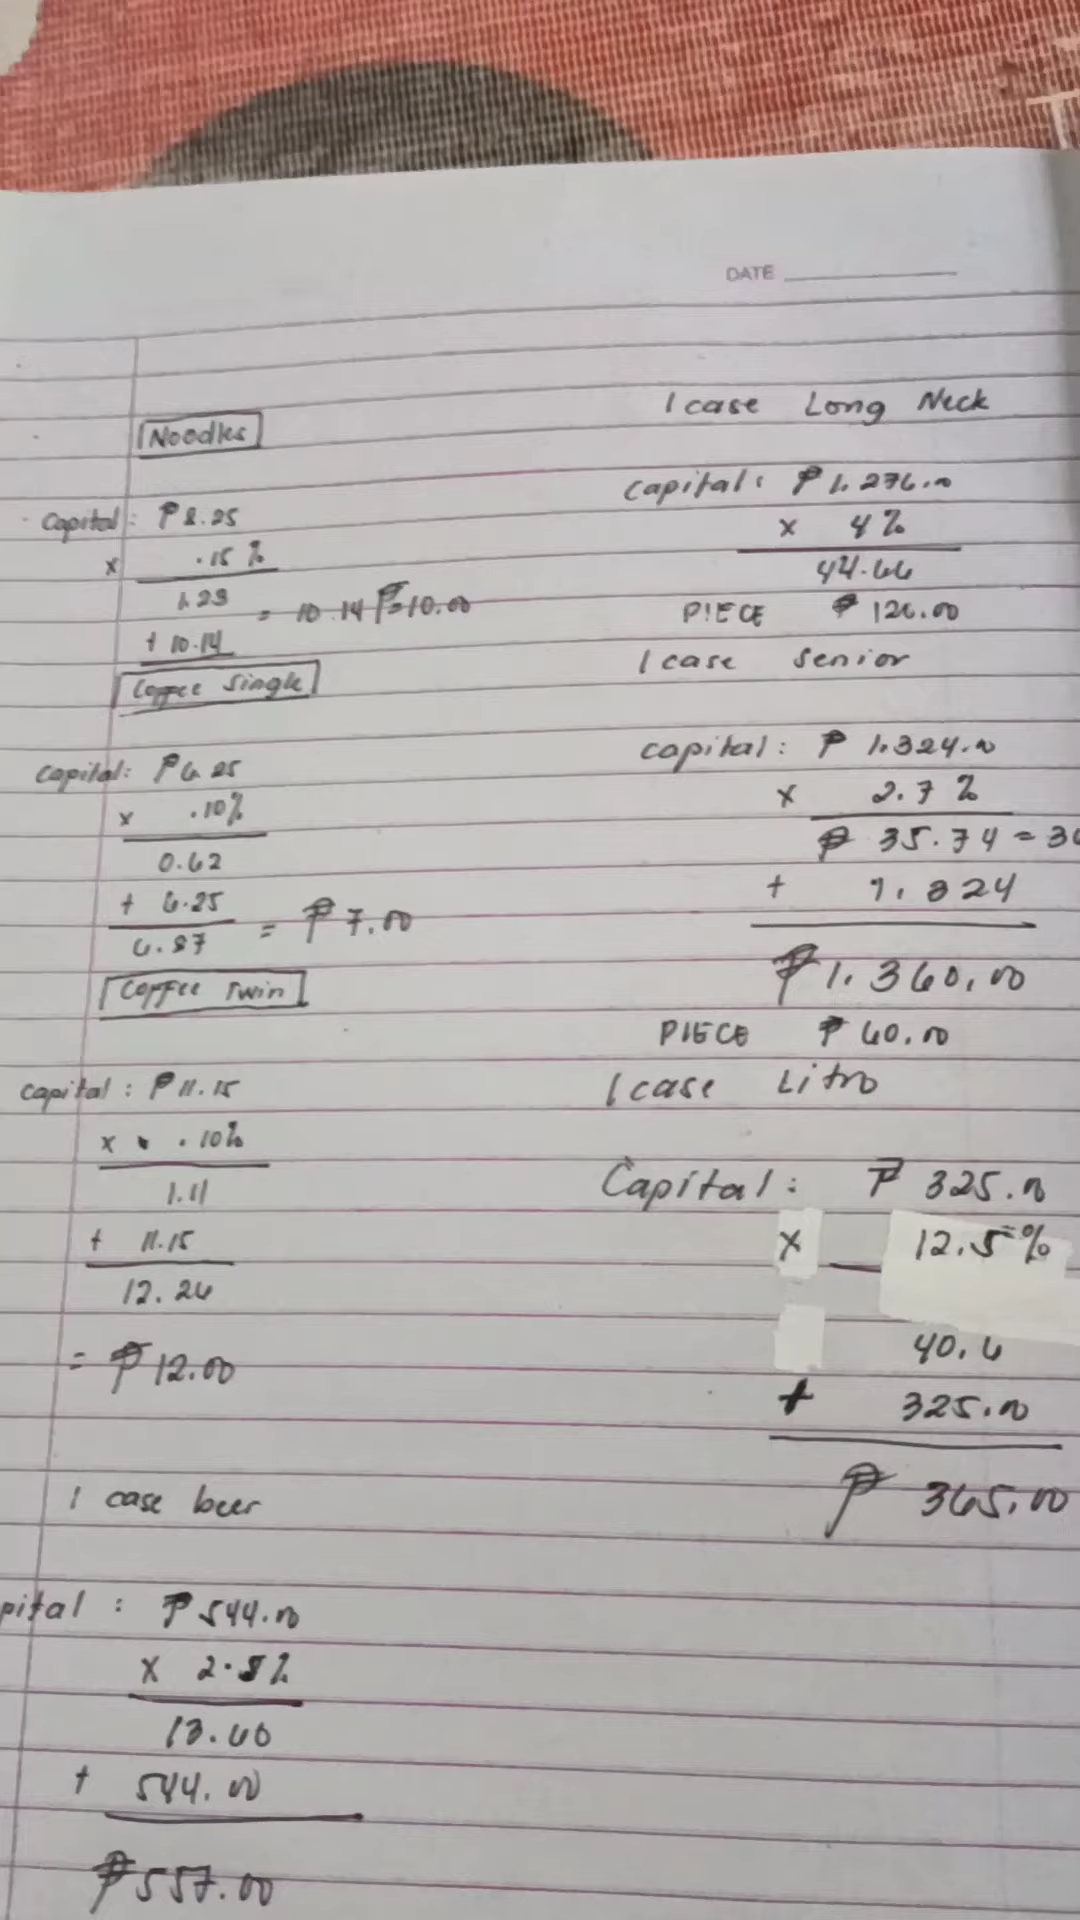 DATE
Noodles
Capital: ₱8.25
x .15 %
1.23 = 10.14 ₱=10.00
+ 10.14
Coffee Single
Capital: ₱6.25
x .10%
0.62
+ 6.25
6.87 = ₱7.00
Coffee Twin
Capital: ₱11.15
x .10%
1.11
+ 11.15
12.26
= ₱12.00
1 case beer
pital : ₱544.00
x 2.5%
13.60
+ 544.00
₱557.00
1 case Long Neck
Capital: ₱1,276.00
x 4%
44.66
PIECE ₱126.00
1 case Senior
capital: ₱1,324.00
x 2.7%
₱ 35.74 = 36
+ 1,324
₱1,360.00
PIECE ₱60.00
1 case Litro
Capital: ₱ 325.00
x 12.5%
40.6
+ 325.00
₱ 365.00